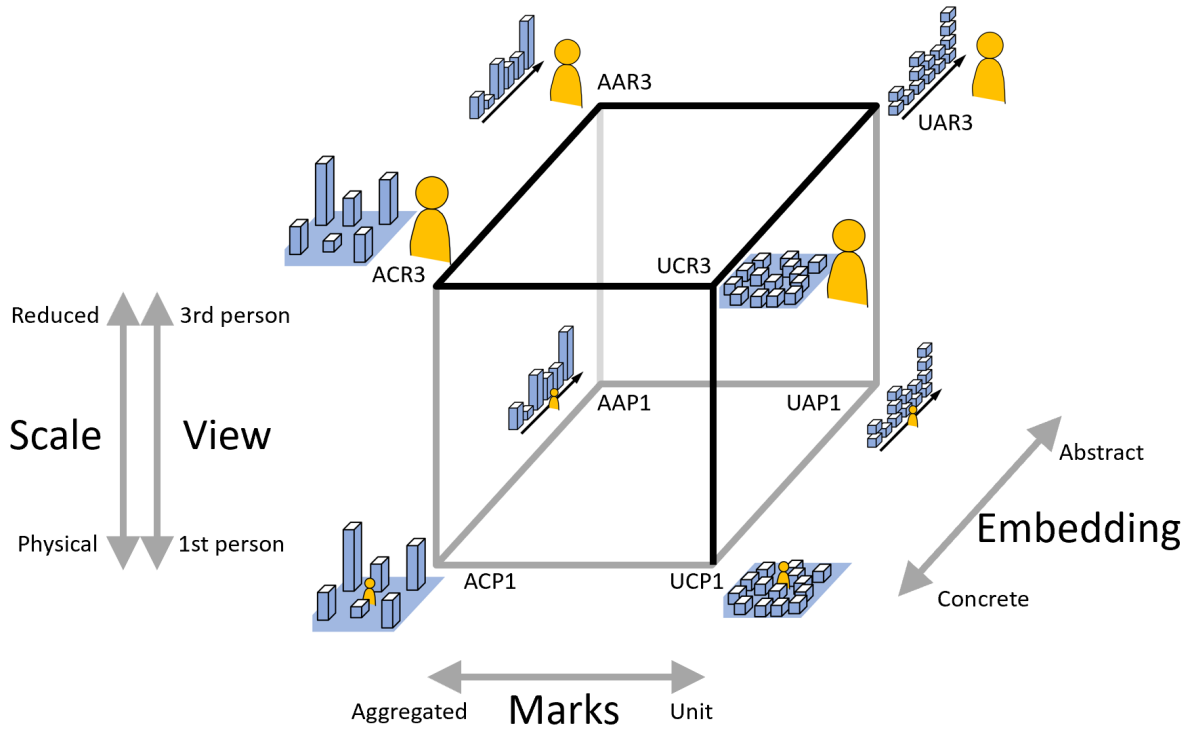 AAR3
UAR3
ACR3
UCR3
Reduced
3rd person
AAP1
UAP1
Scale
View
Abstract
Embedding
Physical
1st person
ACP1
UCP1
Concrete
Aggregated
Marks
Unit